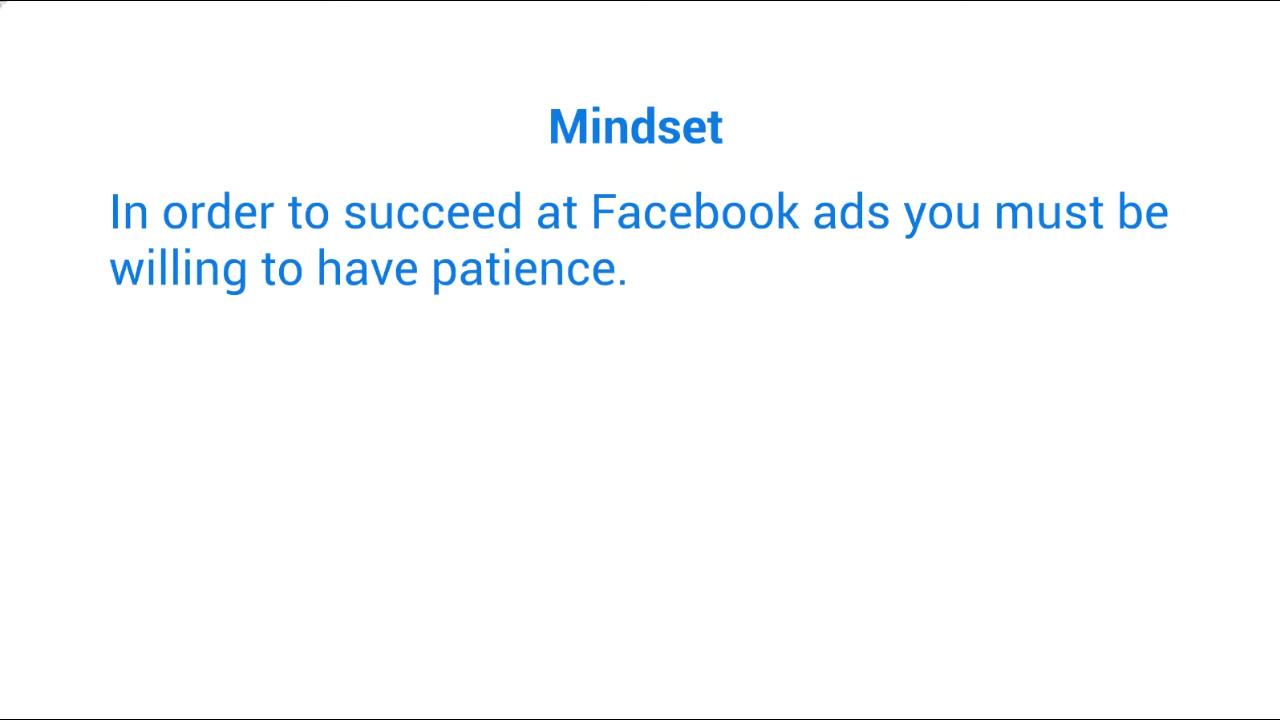 Mindset
In order to succeed at Facebook ads you must be
willing to have patience.